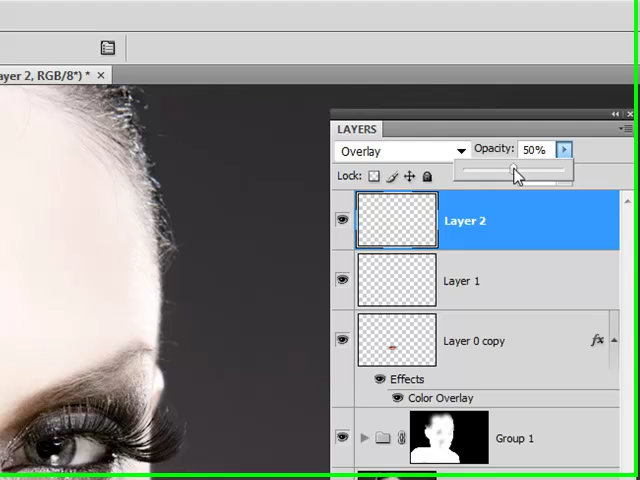 ayer 2, RGB/8*) * ×
LAYERS
Overlay
Opacity: 50%
Lock:
Layer 2
Layer 1
Layer 0 copy
fx
Effects
Color Overlay
Group 1